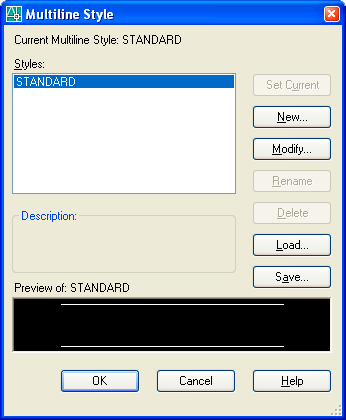 Multiline Style
Current Multiline Style: STANDARD
Styles:
STANDARD
Set Current
New...
Modify...
Rename
Description:
Delete
Load...
Save...
Preview of: STANDARD
OK
Cancel
Help